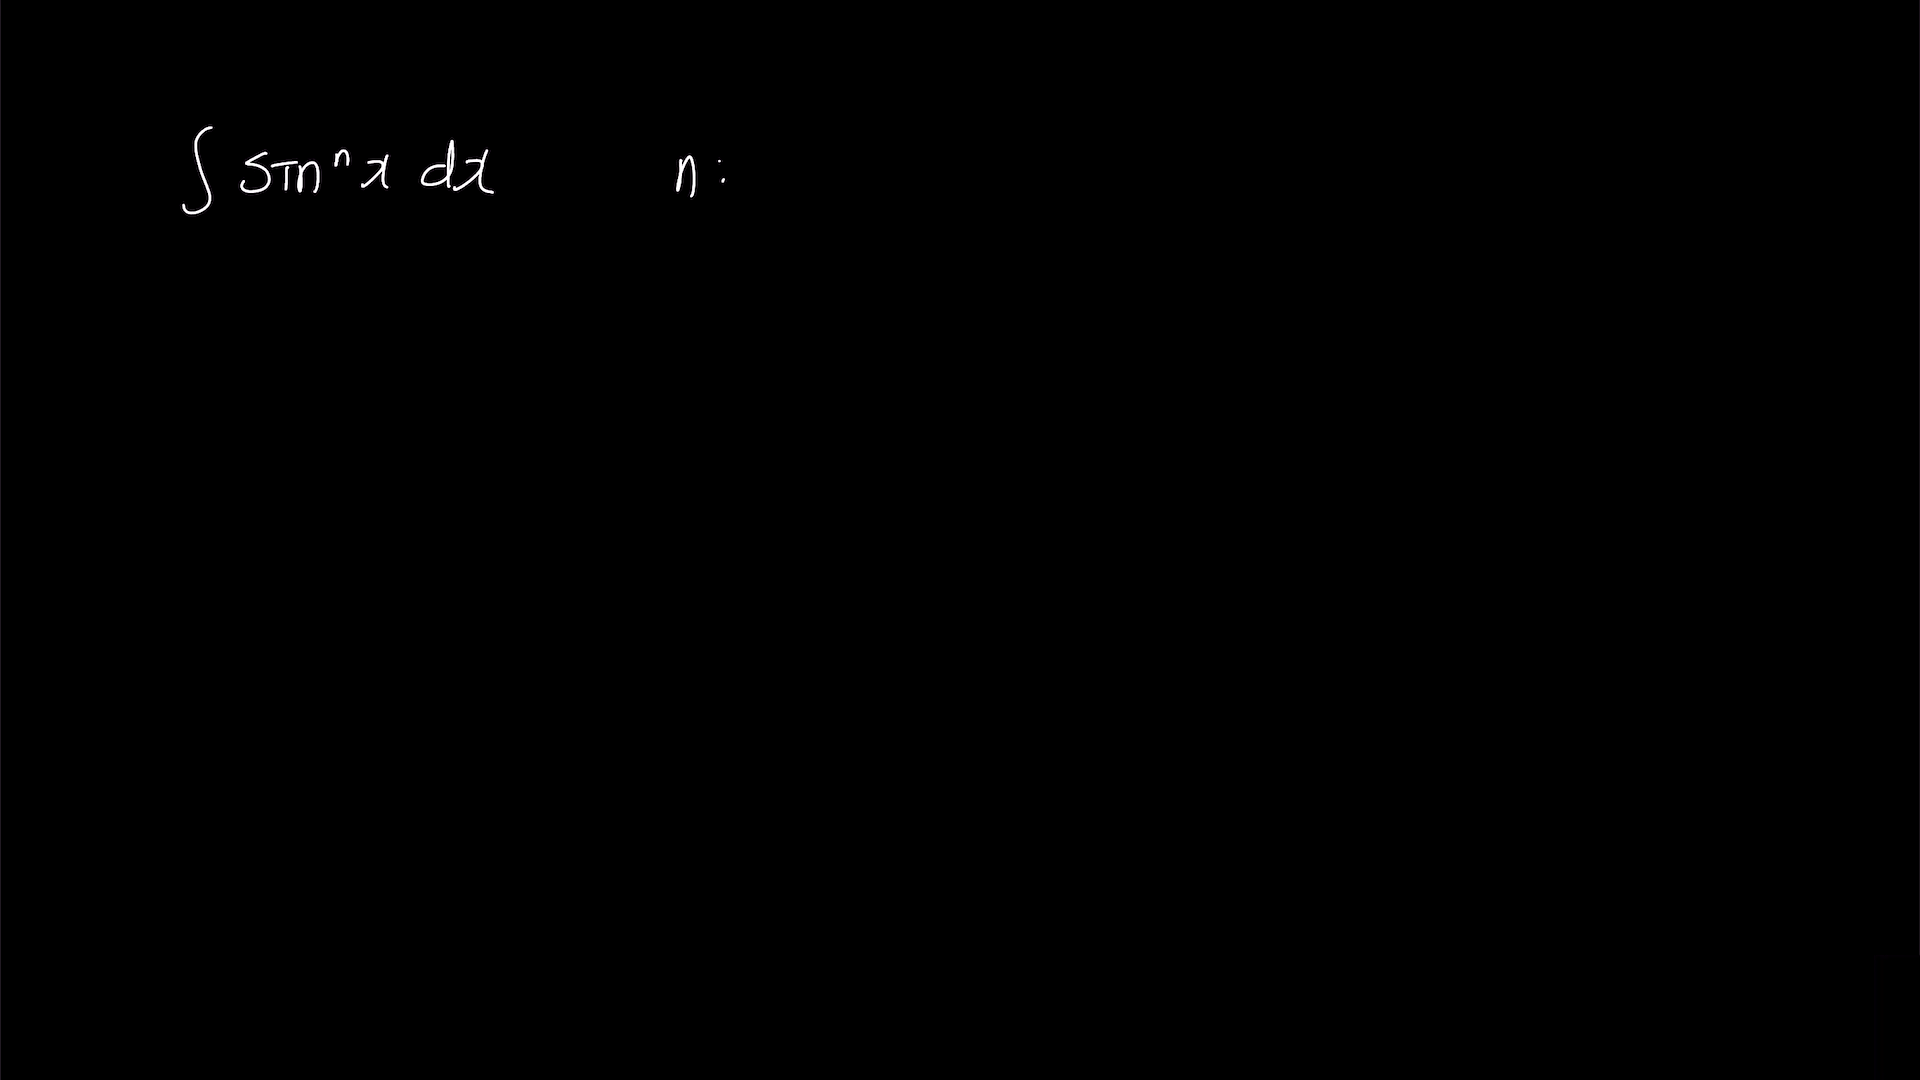 ∫ sinⁿx dx n :